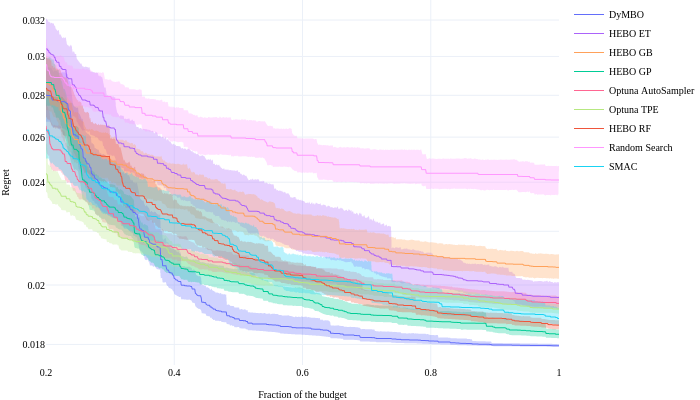 0.032
0.03
0.028
0.026
0.024
0.022
0.02
0.018
Regret
0.2
0.4
0.6
0.8
1
Fraction of the budget
DyMBO
HEBO ET
HEBO GB
HEBO GP
Optuna AutoSampler
Optuna TPE
HEBO RF
Random Search
SMAC